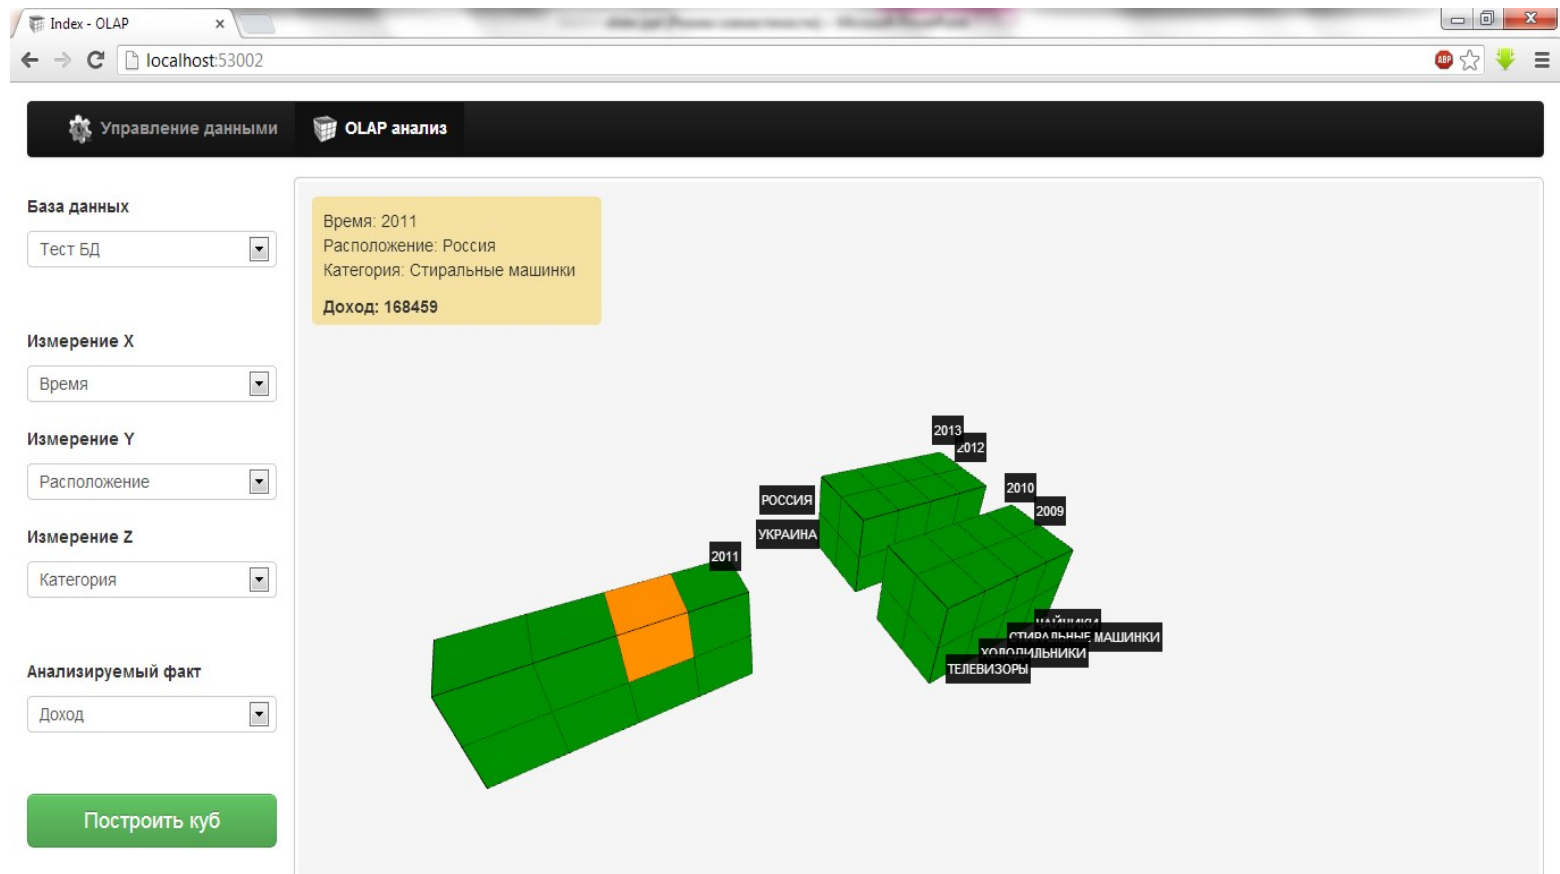 Index - OLAP
localhost:53002
ABP
Управление данными
OLAP анализ
База данных
Тест БД
Измерение X
Время
Измерение Y
Расположение
Измерение Z
Категория
Анализируемый факт
Доход
Построить куб
Время: 2011
Расположение: Россия
Категория: Стиральные машинки
Доход: 168459
2013
2012
2010
2009
РОССИЯ
УКРАИНА
2011
ЧАЙНИКИ
СТИРАЛЬНЫЕ МАШИНКИ
ХОЛОДИЛЬНИКИ
ТЕЛЕВИЗОРЫ